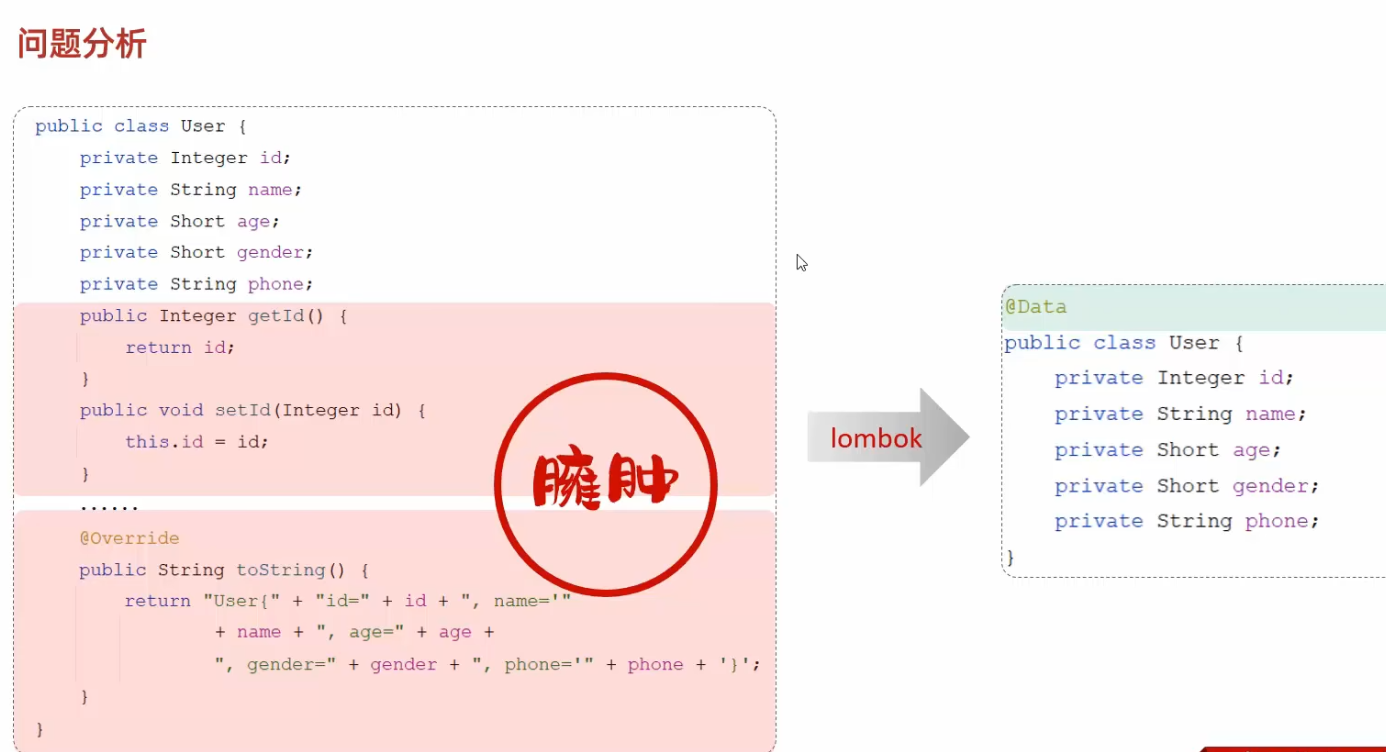 问题分析
public class User {
private Integer id;
private String name;
private Short age;
private Short gender;
private String phone;
public Integer getId() {
return id;
}
public void setId(Integer id) {
this.id = id;
}
......
@Override
public String toString() {
return "User{" + "id=" + id + ", name='"
+ name + ", age=" + age +
", gender=" + gender + ", phone='" + phone + '}';
}
}
臃肿
lombok
@Data
public class User {
private Integer id;
private String name;
private Short age;
private Short gender;
private String phone;
}